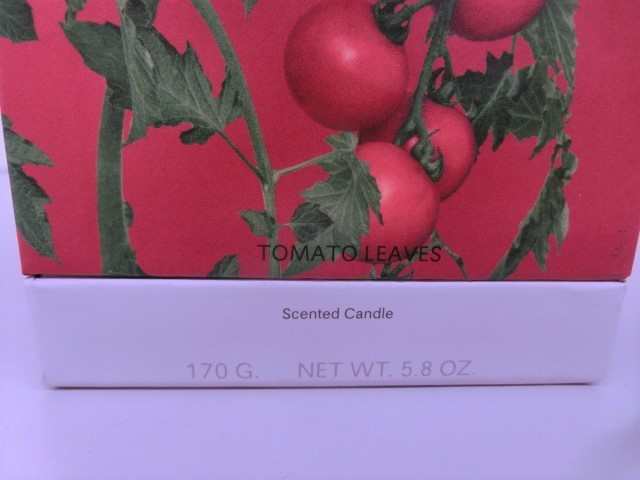 TOMATO LEAVES
Scented Candle
170 G. NET WT. 5.8 OZ.